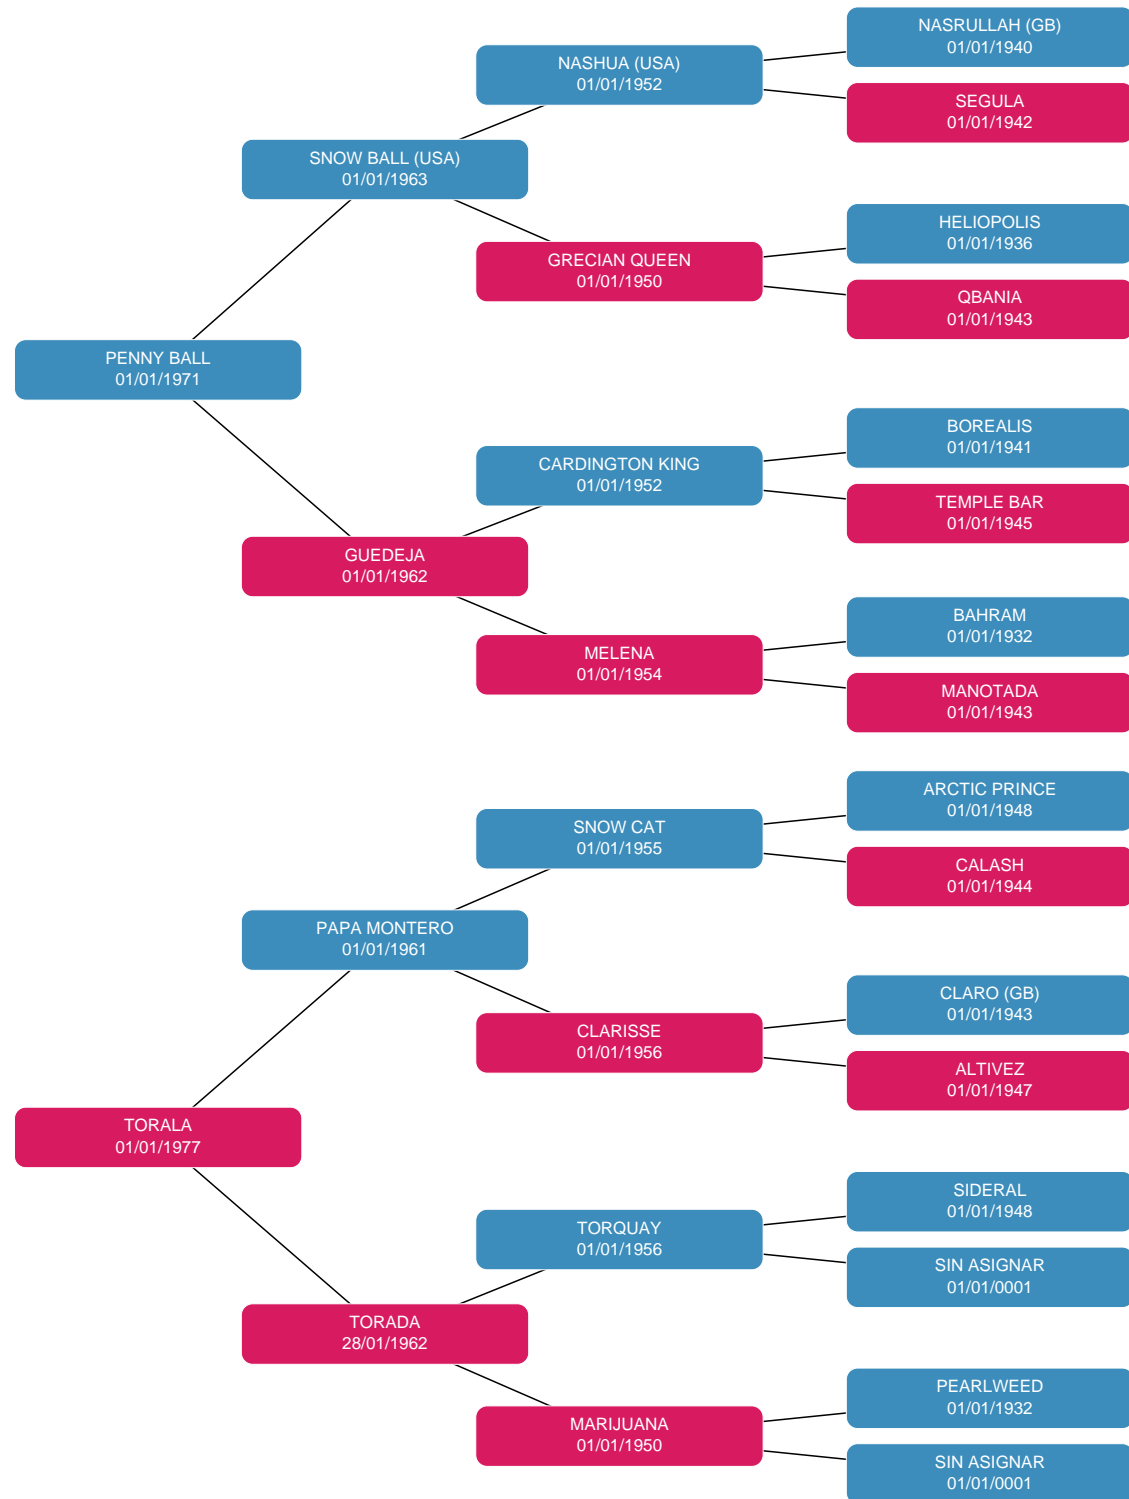 NASRULLAH (GB)
01/01/1940
NASHUA (USA)
01/01/1952
SEGULA
01/01/1942
SNOW BALL (USA)
01/01/1963
HELIOPOLIS
01/01/1936
GRECIAN QUEEN
01/01/1950
QBANIA
01/01/1943
PENNY BALL
01/01/1971
BOREALIS
01/01/1941
CARDINGTON KING
01/01/1952
TEMPLE BAR
01/01/1945
GUEDEJA
01/01/1962
BAHRAM
01/01/1932
MELENA
01/01/1954
MANOTADA
01/01/1943
ARCTIC PRINCE
01/01/1948
SNOW CAT
01/01/1955
CALASH
01/01/1944
PAPA MONTERO
01/01/1961
CLARO (GB)
01/01/1943
CLARISSE
01/01/1956
ALTIVEZ
01/01/1947
TORALA
01/01/1977
SIDERAL
01/01/1948
TORQUAY
01/01/1956
SIN ASIGNAR
01/01/0001
TORADA
28/01/1962
PEARLWEED
01/01/1932
MARIJUANA
01/01/1950
SIN ASIGNAR
01/01/0001